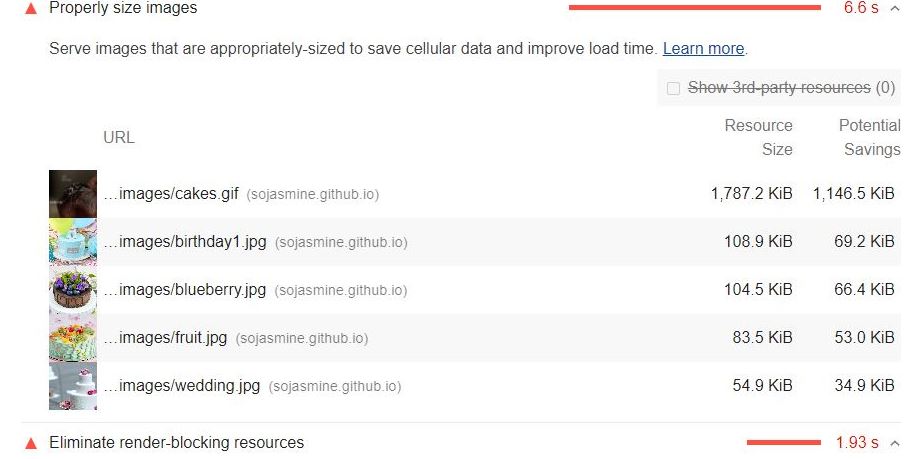 Properly size images 6.6 s
Serve images that are appropriately-sized to save cellular data and improve load time. Learn more.
Show 3rd-party resources (0)
URL Resource Size Potential Savings
...images/cakes.gif (sojasmine.github.io) 1,787.2 KiB 1,146.5 KiB
...images/birthday1.jpg (sojasmine.github.io) 108.9 KiB 69.2 KiB
...images/blueberry.jpg (sojasmine.github.io) 104.5 KiB 66.4 KiB
...images/fruit.jpg (sojasmine.github.io) 83.5 KiB 53.0 KiB
...images/wedding.jpg (sojasmine.github.io) 54.9 KiB 34.9 KiB
Eliminate render-blocking resources 1.93 s